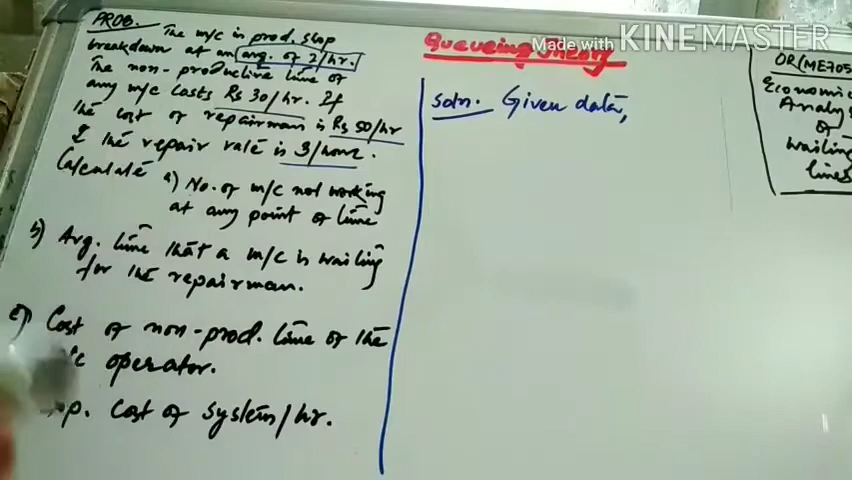 PROB. The m/c in prod. shop
breakdown at an avg. of 2/hr.
The non-productive time of
any m/c costs Rs 30/hr. If
the cost of repairman is Rs 50/hr
& the repair rate is 3/hour.
Calculate
a) No. of m/c not working
at any point of time
b) Avg. time that a m/c is waiting
for the repairman.
c) Cost of non-prod. time of the
operator.
Cost of system/hr.
Queueing Theory
Made with KINEMASTER
Soln. Given data,
OR(ME705
Economic
Analys
of
waiting
lines